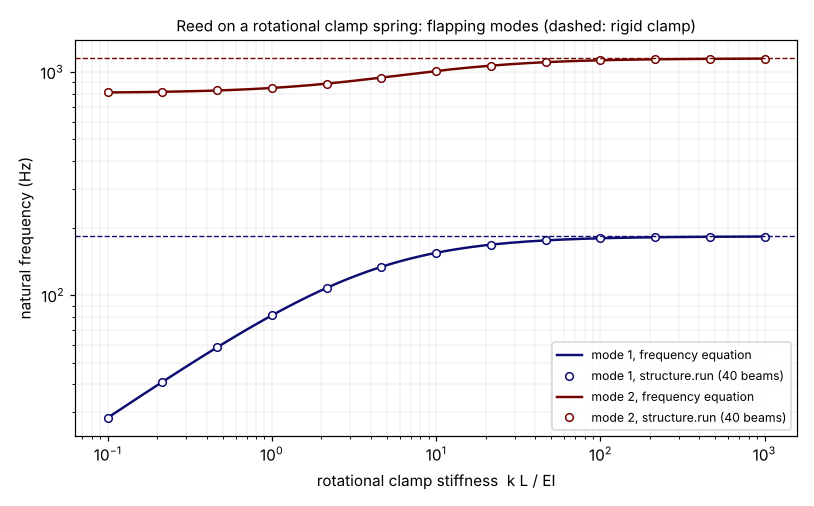 Reed on a rotational clamp spring: flapping modes (dashed: rigid clamp)
natural frequency (Hz)
10³
10²
mode 1, frequency equation
mode 1, structure.run (40 beams)
mode 2, frequency equation
mode 2, structure.run (40 beams)
10⁻¹ 10⁰ 10¹ 10² 10³
rotational clamp stiffness k L / EI